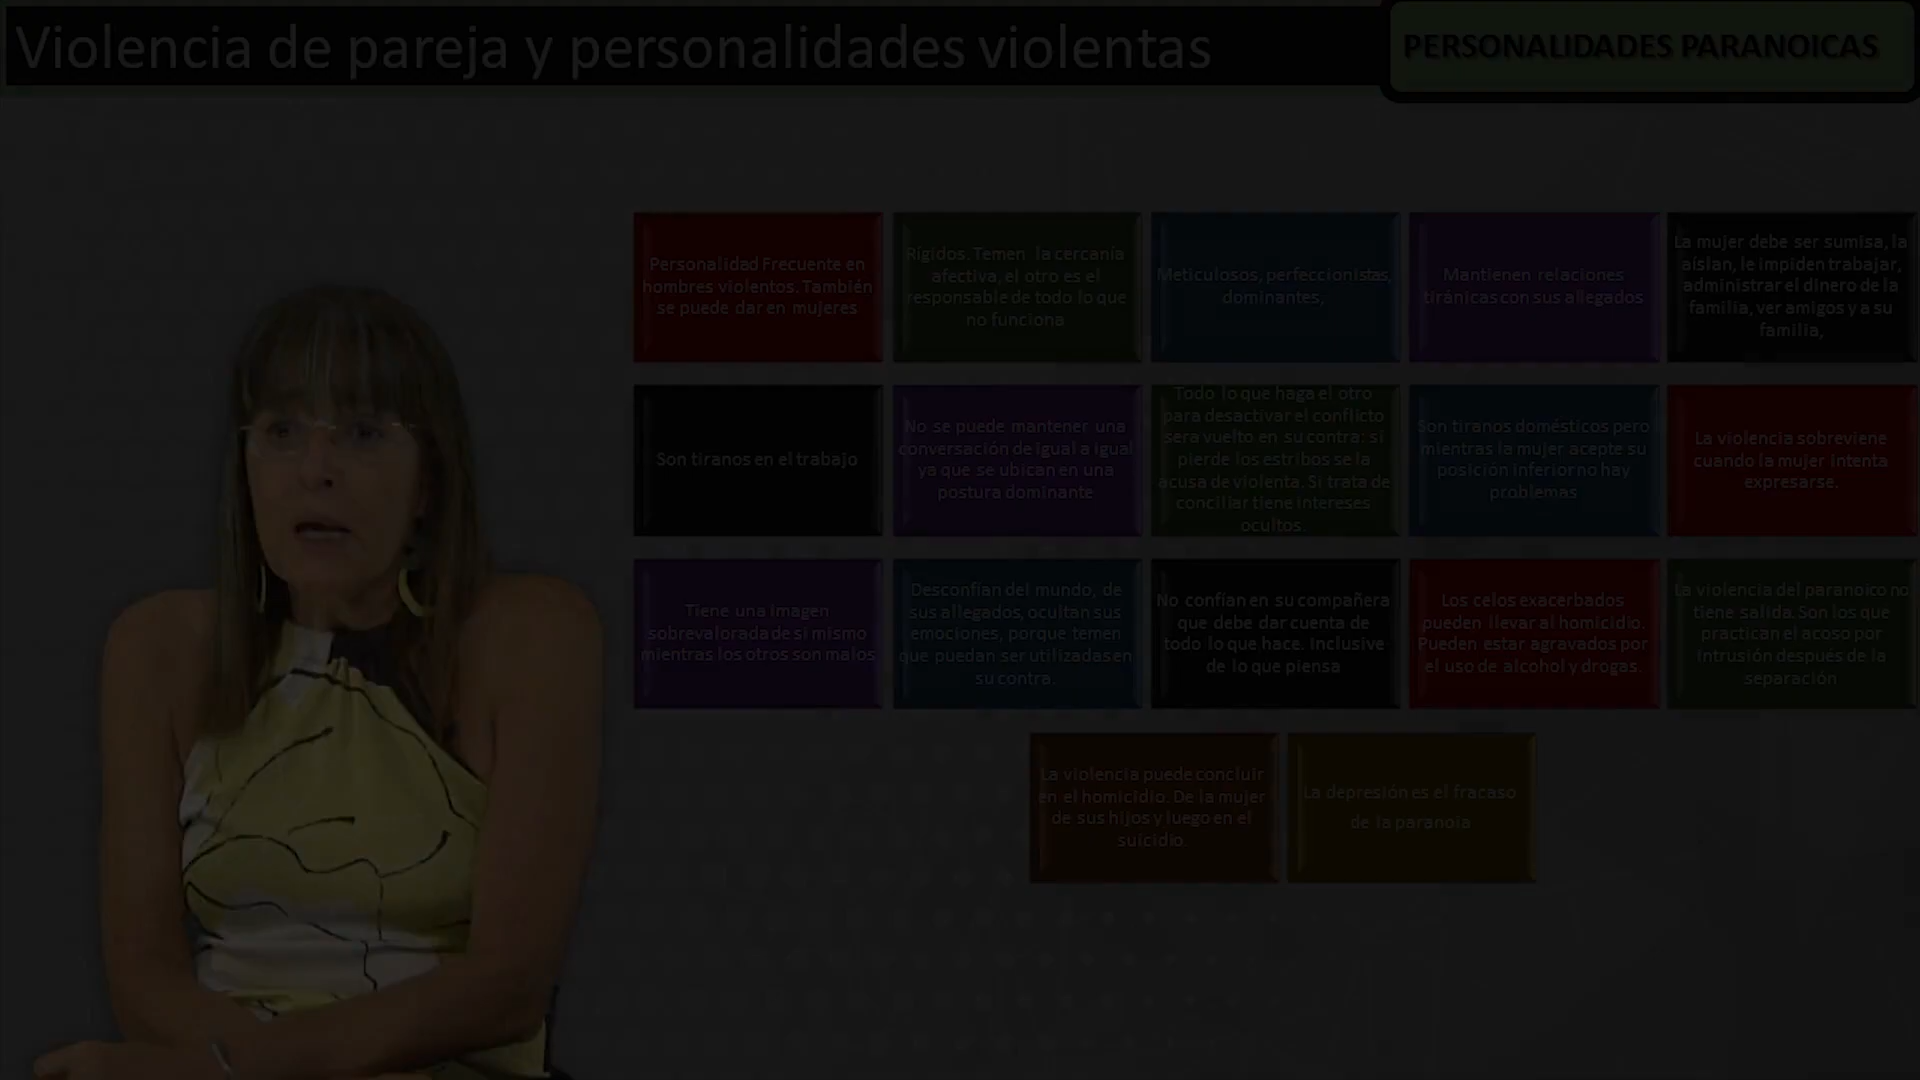 Violencia de pareja y personalidades violentas
PERSONALIDADES PARANOICAS
Personalidad Frecuente en
hombres violentos. También
se puede dar en mujeres
Rígidos. Temen la cercanía
afectiva, el otro es el
responsable de todo lo que
no funciona
Meticulosos, perfeccionistas,
dominantes,
Mantienen relaciones
tiránicas con sus allegados
La mujer debe ser sumisa, la
aíslan, le impiden trabajar,
administrar el dinero de la
familia, ver amigos y a su
familia,
Son tiranos en el trabajo
No se puede mantener una
conversación de igual a igual
ya que se ubican en una
postura dominante
Todo lo que haga el otro
para desactivar el conflicto
sera vuelto en su contra: si
pierde los estribos se la
acusa de violenta. Si trata de
conciliar tiene intereses
ocultos.
Son tiranos domésticos pero
mientras la mujer acepte su
posición inferior no hay
problemas
La violencia sobreviene
cuando la mujer intenta
expresarse.
Tiene una imagen
sobrevalorada de si mismo
mientras los otros son malos
Desconfían del mundo, de
sus allegados, ocultan sus
emociones, porque temen
que puedan ser utilizadas en
su contra.
No confían en su compañera
que debe dar cuenta de
todo lo que hace. Inclusive
de lo que piensa
Los celos exacerbados
pueden llevar al homicidio.
Pueden estar agravados por
el uso de alcohol y drogas.
La violencia del paranoico no
tiene salida. Son los que
practican el acoso por
intrusión después de la
separación
La violencia puede concluir
en el homicidio. De la mujer
de sus hijos y luego en el
suicidio.
La depresión es el fracaso
de la paranoia